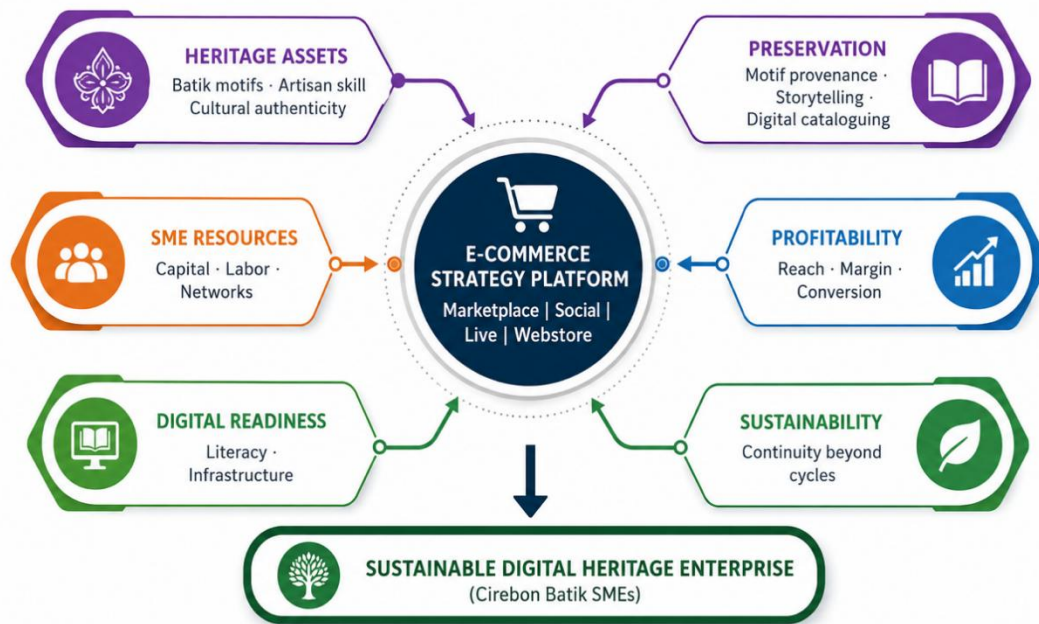 HERITAGE ASSETS
Batik motifs · Artisan skill
Cultural authenticity
PRESERVATION
Motif provenance ·
Storytelling ·
Digital cataloguing
SME RESOURCES
Capital · Labor ·
Networks
E-COMMERCE
STRATEGY PLATFORM
Marketplace | Social |
Live | Webstore
PROFITABILITY
Reach · Margin ·
Conversion
DIGITAL READINESS
Literacy ·
Infrastructure
SUSTAINABILITY
Continuity beyond
cycles
SUSTAINABLE DIGITAL HERITAGE ENTERPRISE
(Cirebon Batik SMEs)